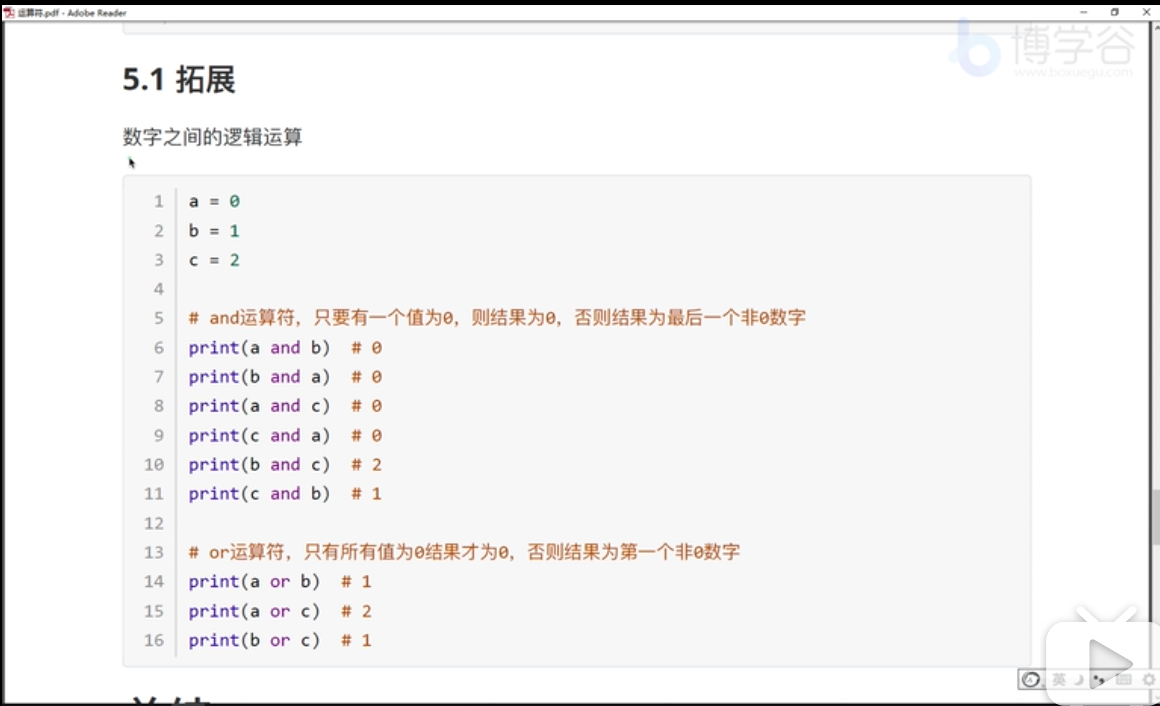 运算符.pdf - Adobe Reader
博学谷
www.boxuegu.com
5.1 拓展
数字之间的逻辑运算
1 a = 0
2 b = 1
3 c = 2
4
5 # and运算符，只要有一个值为0，则结果为0，否则结果为最后一个非0数字
6 print(a and b)  # 0
7 print(b and a)  # 0
8 print(a and c)  # 0
9 print(c and a)  # 0
10 print(b and c)  # 2
11 print(c and b)  # 1
12
13 # or运算符，只有所有值为0结果才为0，否则结果为第一个非0数字
14 print(a or b)  # 1
15 print(a or c)  # 2
16 print(b or c)  # 1
英